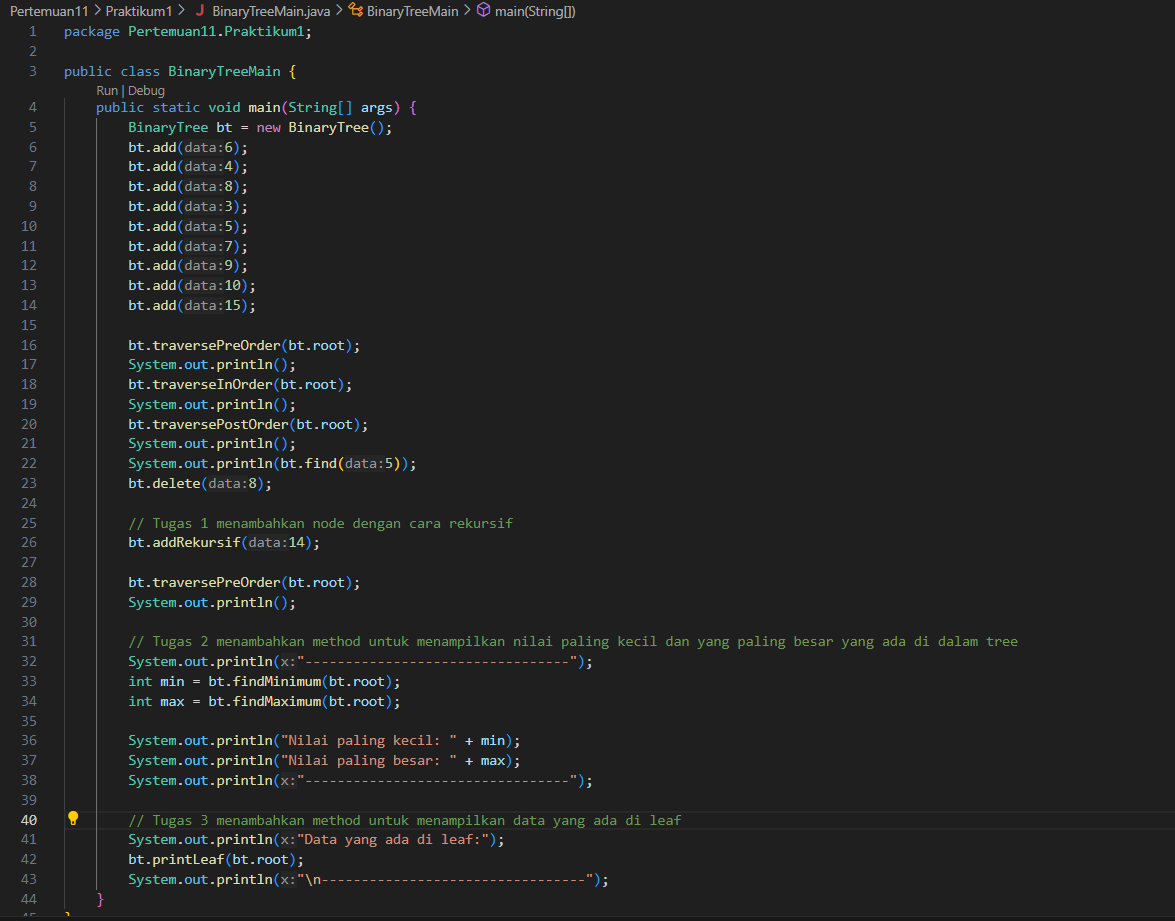 Pertemuan11 > Praktikum1 > J BinaryTreeMain.java > BinaryTreeMain > main(String[])
1 package Pertemuan11.Praktikum1;
2
3 public class BinaryTreeMain {
Run | Debug
4 public static void main(String[] args) {
5 BinaryTree bt = new BinaryTree();
6 bt.add(data:6);
7 bt.add(data:4);
8 bt.add(data:8);
9 bt.add(data:3);
10 bt.add(data:5);
11 bt.add(data:7);
12 bt.add(data:9);
13 bt.add(data:10);
14 bt.add(data:15);
15
16 bt.traversePreOrder(bt.root);
17 System.out.println();
18 bt.traverseInOrder(bt.root);
19 System.out.println();
20 bt.traversePostOrder(bt.root);
21 System.out.println();
22 System.out.println(bt.find(data:5));
23 bt.delete(data:8);
24
25 // Tugas 1 menambahkan node dengan cara rekursif
26 bt.addRekursif(data:14);
27
28 bt.traversePreOrder(bt.root);
29 System.out.println();
30
31 // Tugas 2 menambahkan method untuk menampilkan nilai paling kecil dan yang paling besar yang ada di dalam tree
32 System.out.println(x:"---------------------------------");
33 int min = bt.findMinimum(bt.root);
34 int max = bt.findMaximum(bt.root);
35
36 System.out.println("Nilai paling kecil: " + min);
37 System.out.println("Nilai paling besar: " + max);
38 System.out.println(x:"---------------------------------");
39
40 // Tugas 3 menambahkan method untuk menampilkan data yang ada di leaf
41 System.out.println(x:"Data yang ada di leaf:");
42 bt.printLeaf(bt.root);
43 System.out.println(x:"\n---------------------------------");
44 }
45 }